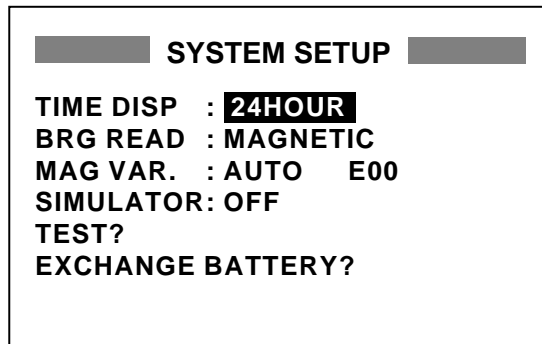 SYSTEM SETUP
TIME DISP : 24HOUR
BRG READ : MAGNETIC
MAG VAR. : AUTO E00
SIMULATOR: OFF
TEST?
EXCHANGE BATTERY?